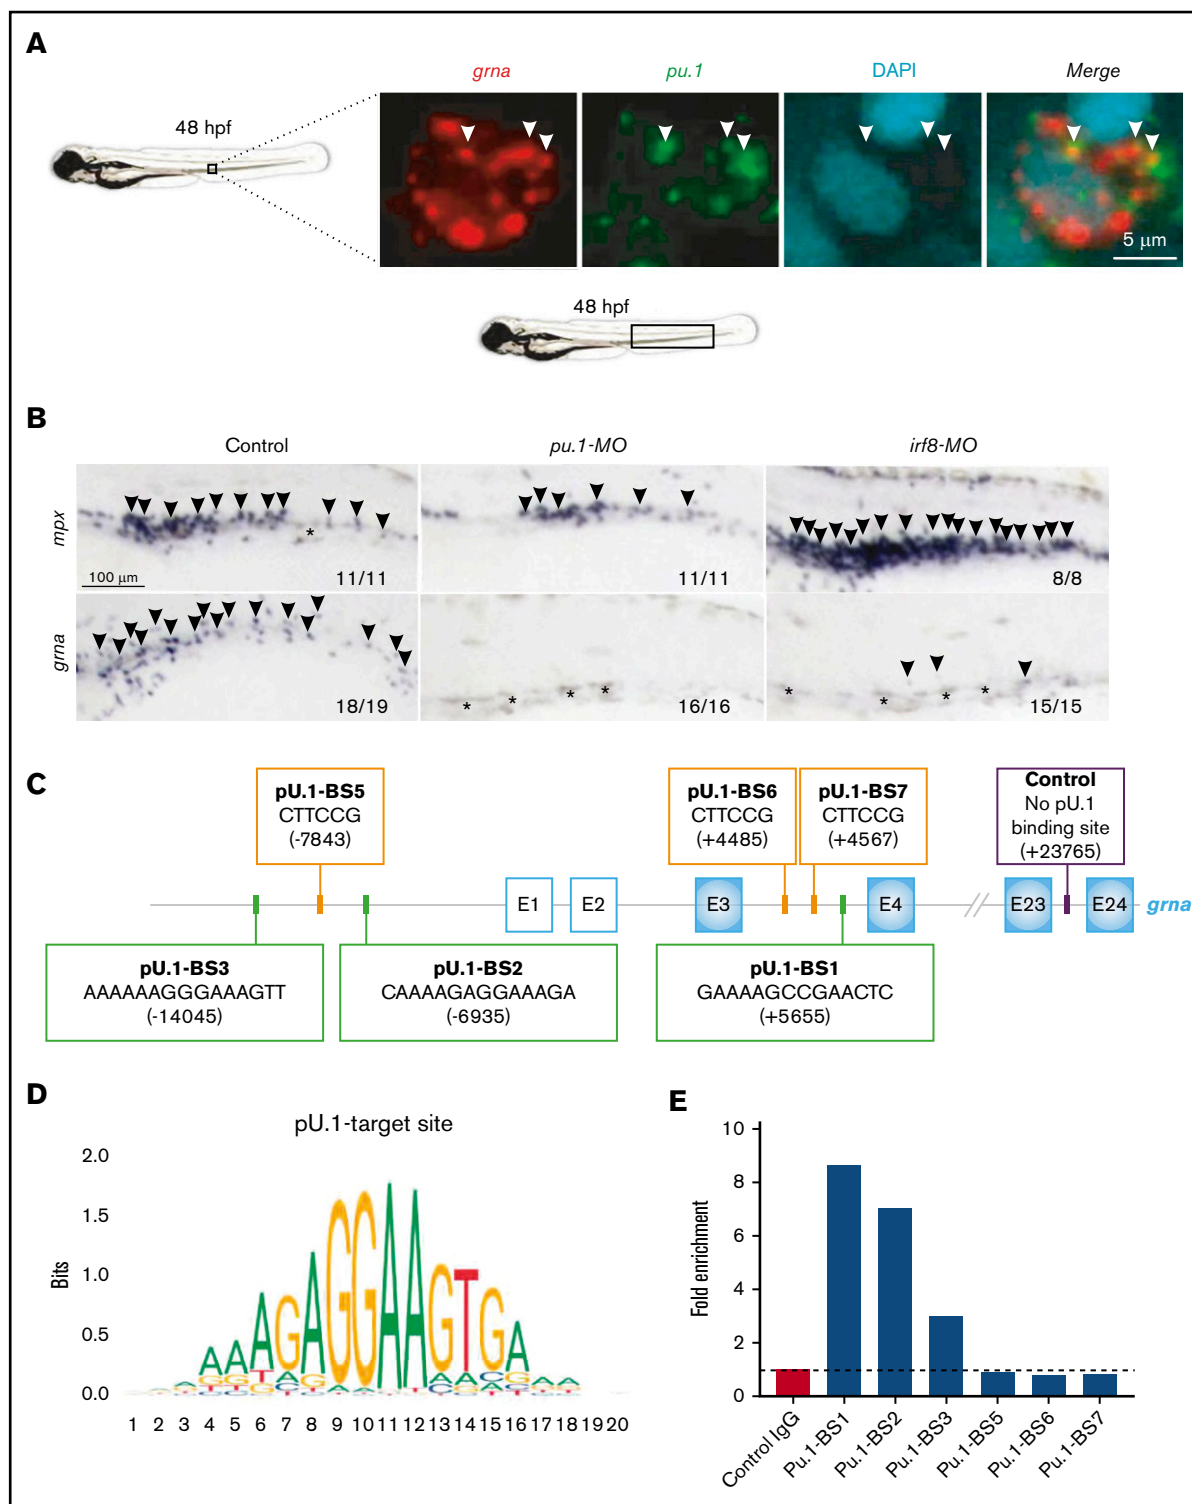 A
grna
pu.1
DAPI
Merge
48 hpf
5 μm
48 hpf
B
Control
pu.1-MO
irf8-MO
mpx
*
100 μm
11/11
11/11
8/8
grna
* * * *
* * * *
18/19
16/16
15/15
C
pU.1-BS5
CTTCCG
(-7843)
pU.1-BS6
CTTCCG
(+4485)
pU.1-BS7
CTTCCG
(+4567)
Control
No pU.1
binding site
(+23765)
E1
E2
E3
E4
//
E23
E24
grna
pU.1-BS3
AAAAAAGGGAAAGTT
(-14045)
pU.1-BS2
CAAAAGAGGAAAGA
(-6935)
pU.1-BS1
GAAAAGCCGAACTC
(+5655)
D
pU.1-target site
Bits
2.0
1.5
1.0
0.5
0.0
AAAGAGGAAGTGA
1 2 3 4 5 6 7 8 9 10 11 12 13 14 15 16 17 18 19 20
E
Fold enrichment
10
8
6
4
2
0
Control IgG
Pu.1-BS1
Pu.1-BS2
Pu.1-BS3
Pu.1-BS5
Pu.1-BS6
Pu.1-BS7